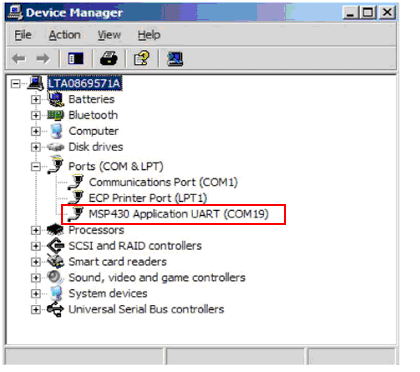 Device Manager
File Action View Help
LTA0869571A
Batteries
Bluetooth
Computer
Disk drives
Ports (COM & LPT)
Communications Port (COM1)
ECP Printer Port (LPT1)
MSP430 Application UART (COM19)
Processors
SCSI and RAID controllers
Smart card readers
Sound, video and game controllers
System devices
Universal Serial Bus controllers